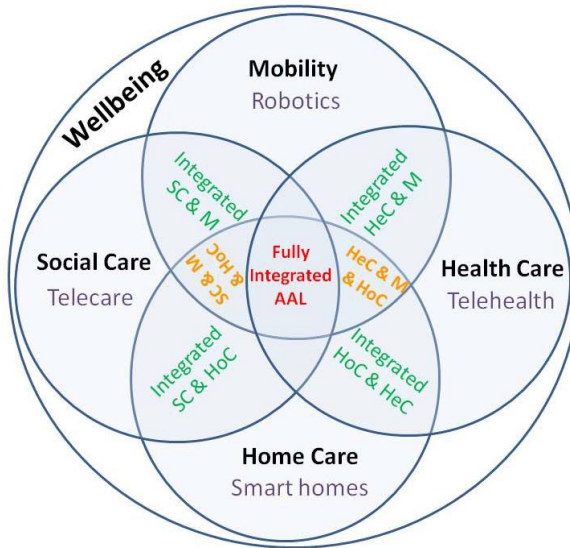 Wellbeing
Mobility
Robotics
Integrated
SC & M
Integrated
HeC & M
Social Care
Telecare
SC & M
& HoC
Fully
Integrated
AAL
HeC & M
& HoC
Health Care
Telehealth
Integrated
SC & HoC
Integrated
HoC & HeC
Home Care
Smart homes